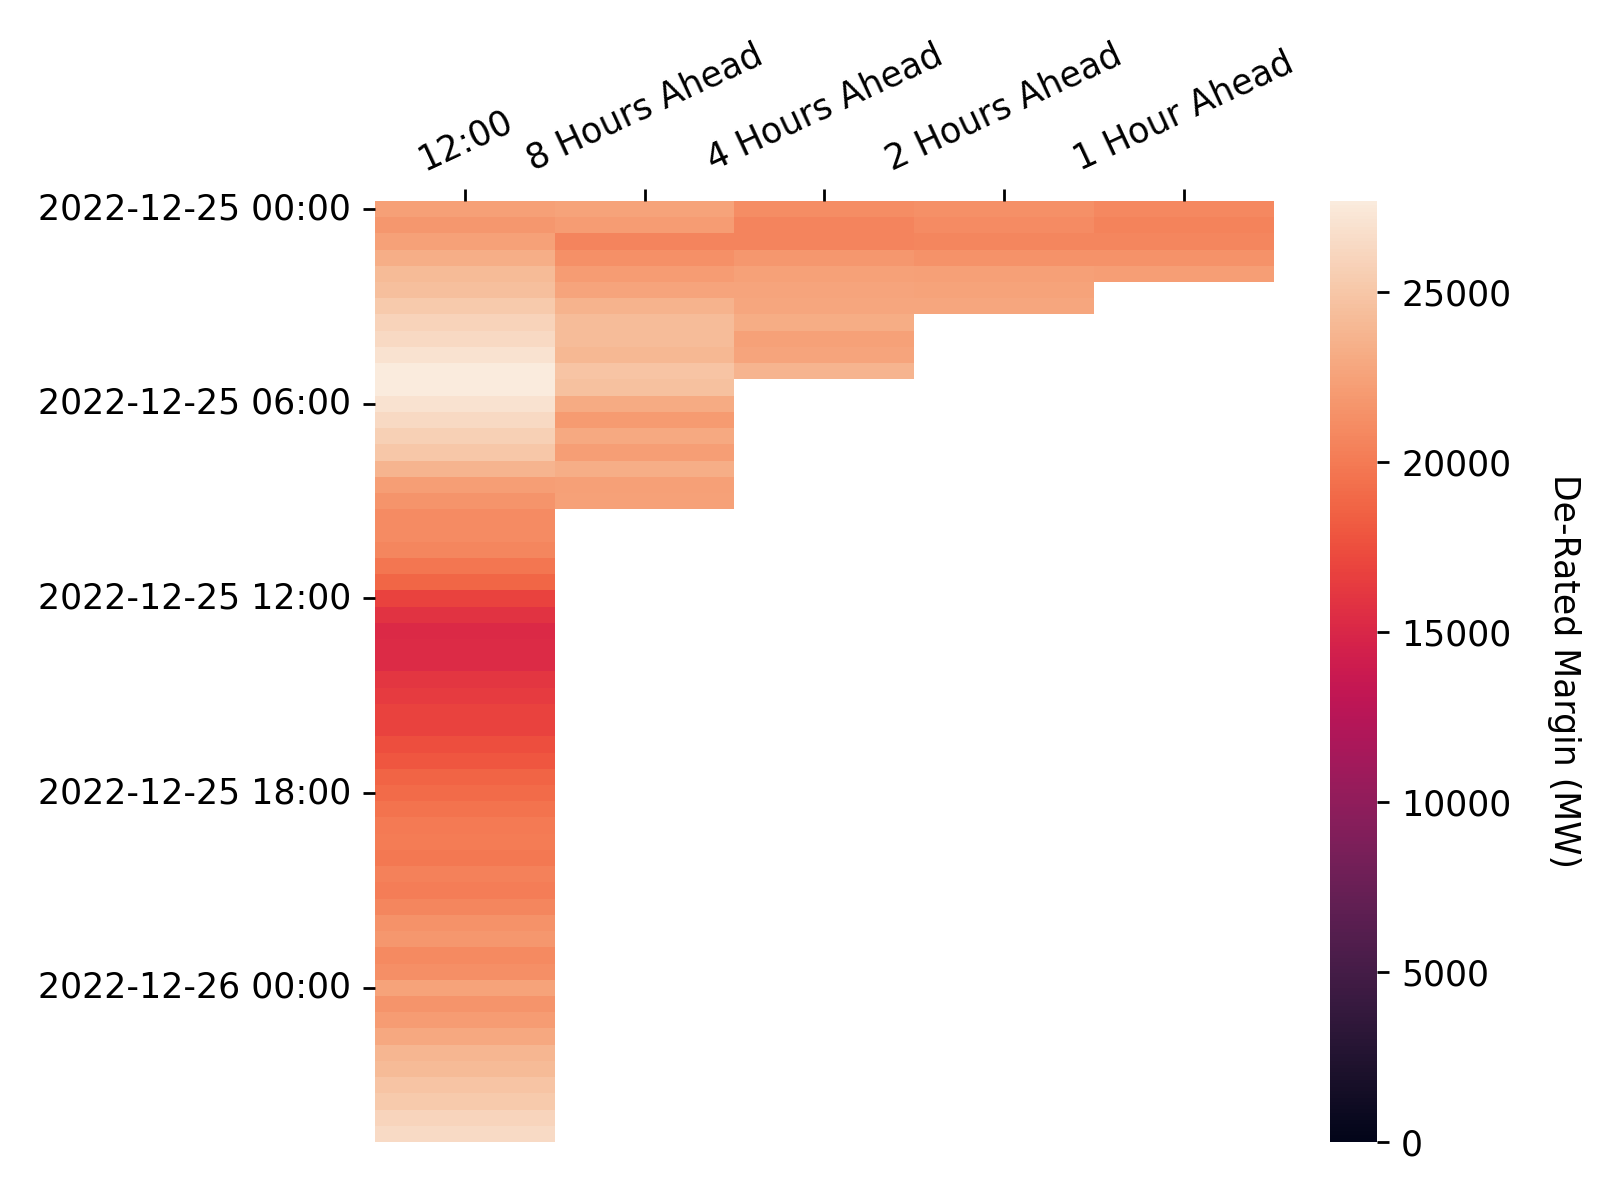 12:00
8 Hours Ahead
4 Hours Ahead
2 Hours Ahead
1 Hour Ahead
2022-12-25 00:00
2022-12-25 06:00
2022-12-25 12:00
2022-12-25 18:00
2022-12-26 00:00
25000
20000
15000
10000
5000
0
De-Rated Margin (MW)